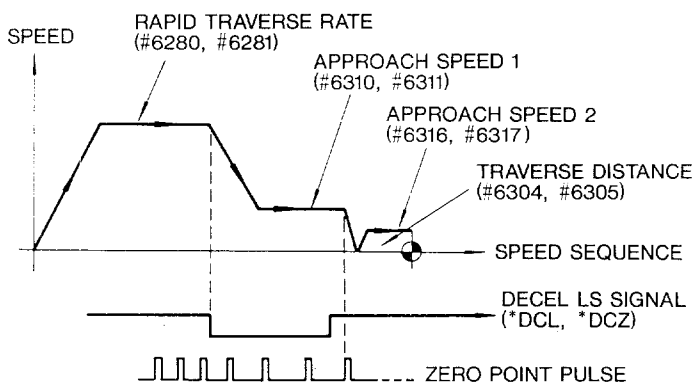 RAPID TRAVERSE RATE
(#6280, #6281)
SPEED
APPROACH SPEED 1
(#6310, #6311)
APPROACH SPEED 2
(#6316, #6317)
TRAVERSE DISTANCE
(#6304, #6305)
SPEED SEQUENCE
DECEL LS SIGNAL
(*DCL, *DCZ)
ZERO POINT PULSE